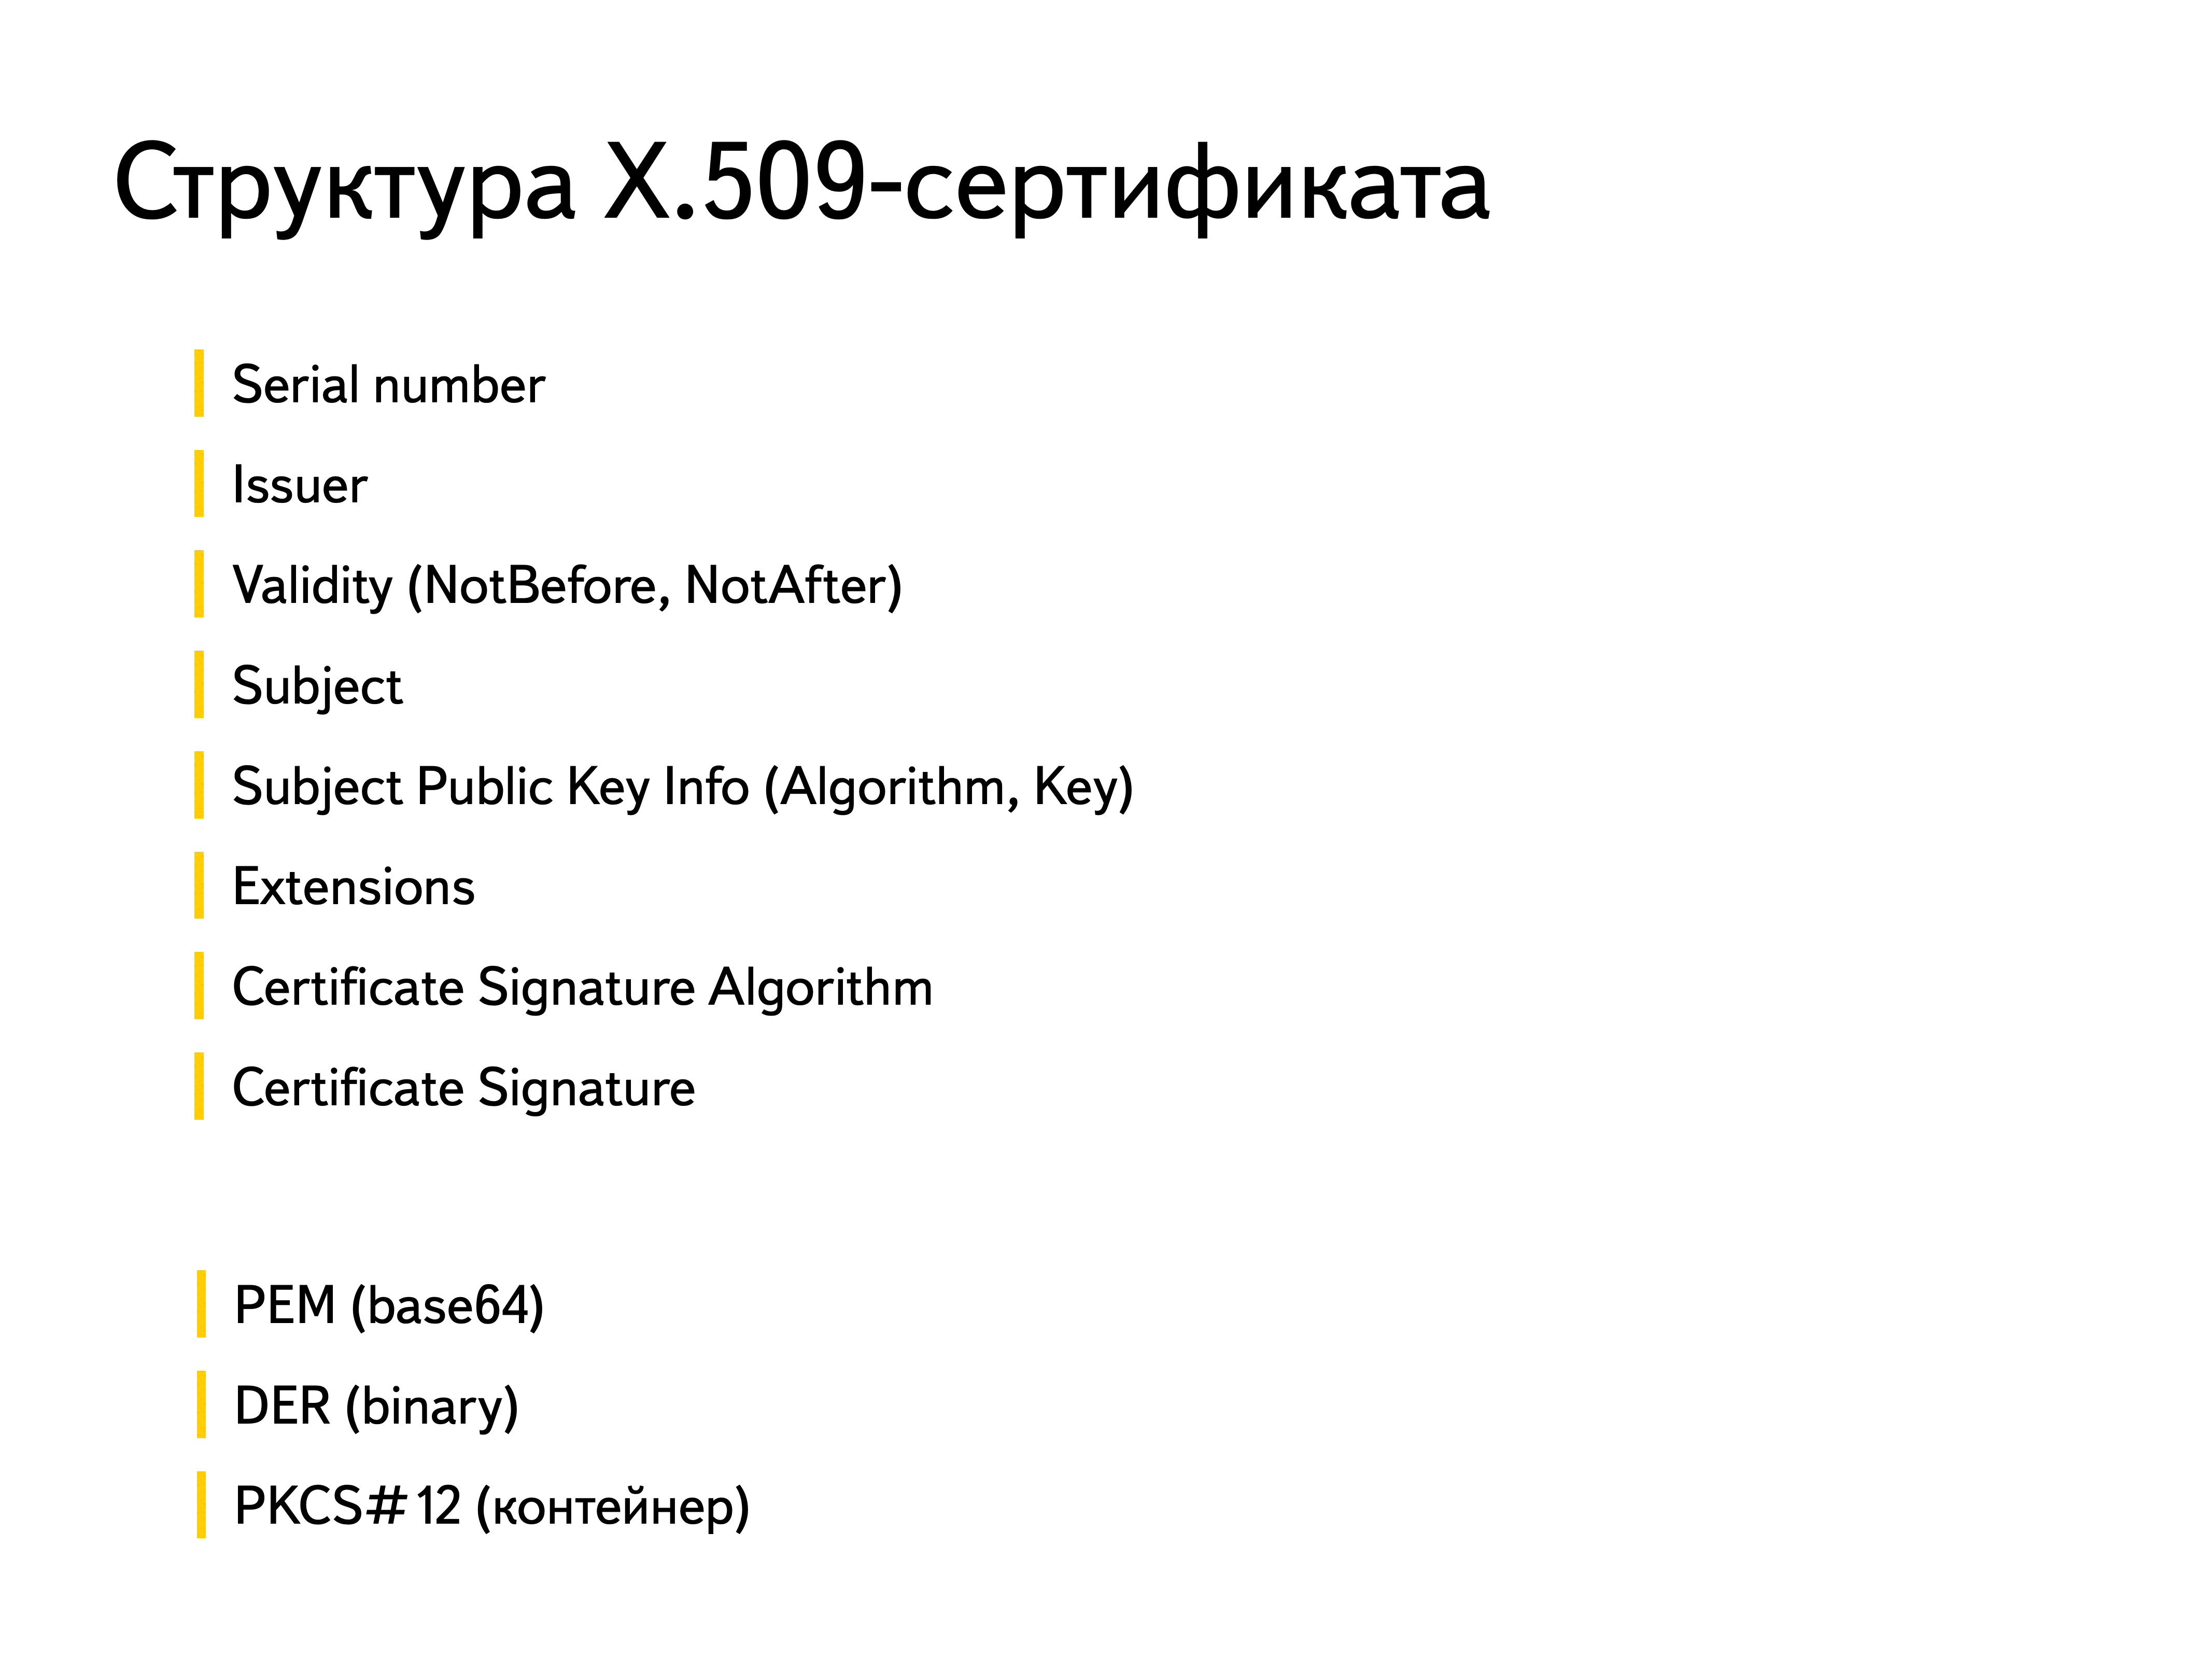 Структура X.509-сертификата
Serial number
Issuer
Validity (NotBefore, NotAfter)
Subject
Subject Public Key Info (Algorithm, Key)
Extensions
Certificate Signature Algorithm
Certificate Signature
PEM (base64)
DER (binary)
PKCS#12 (контейнер)